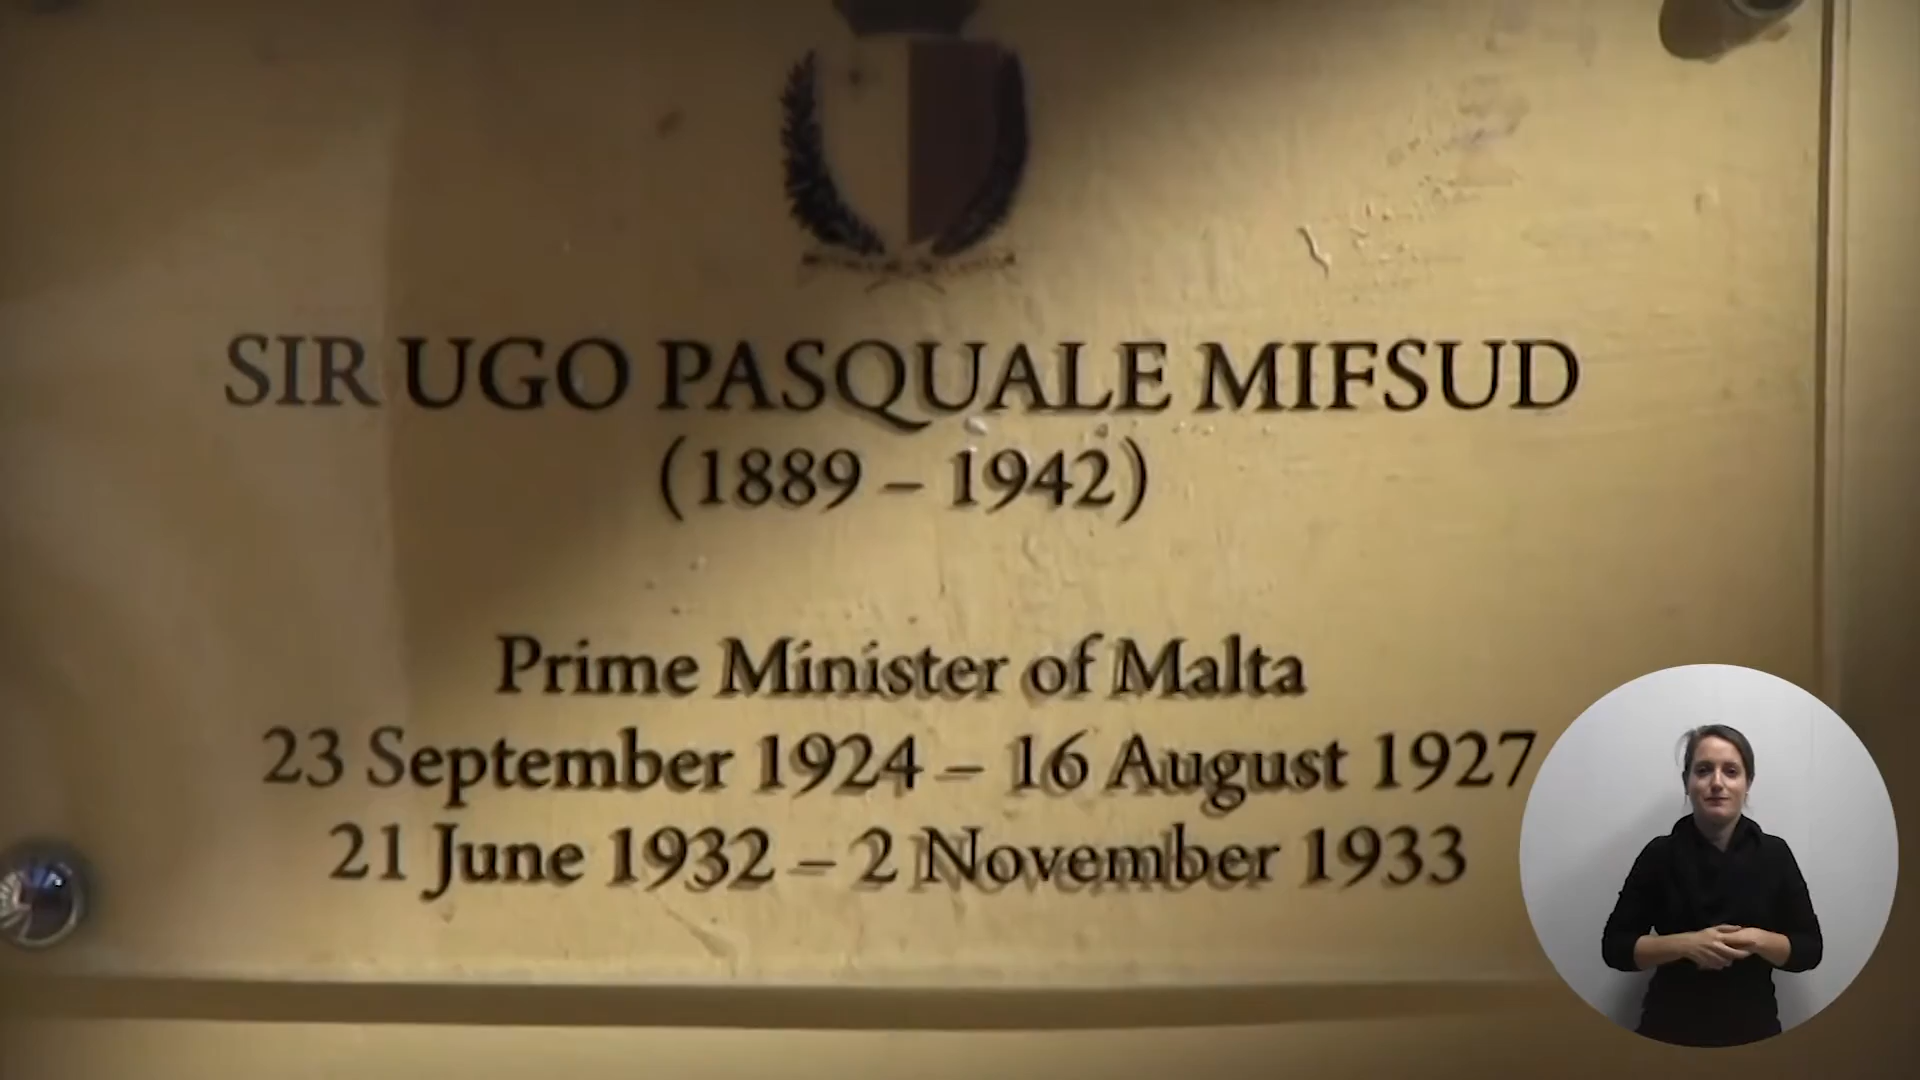 SIR UGO PASQUALE MIFSUD
(1889 – 1942)
Prime Minister of Malta
23 September 1924 – 16 August 1927
21 June 1932 – 2 November 1933